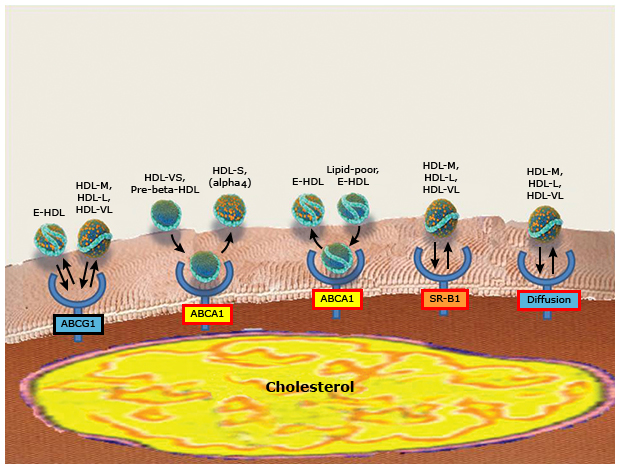 E-HDL
HDL-M,
HDL-L,
HDL-VL
HDL-VS,
Pre-beta-HDL
HDL-S,
(alpha4)
E-HDL
Lipid-poor,
E-HDL
HDL-M,
HDL-L,
HDL-VL
HDL-M,
HDL-L,
HDL-VL
ABCG1
ABCA1
ABCA1
SR-B1
Diffusion
Cholesterol